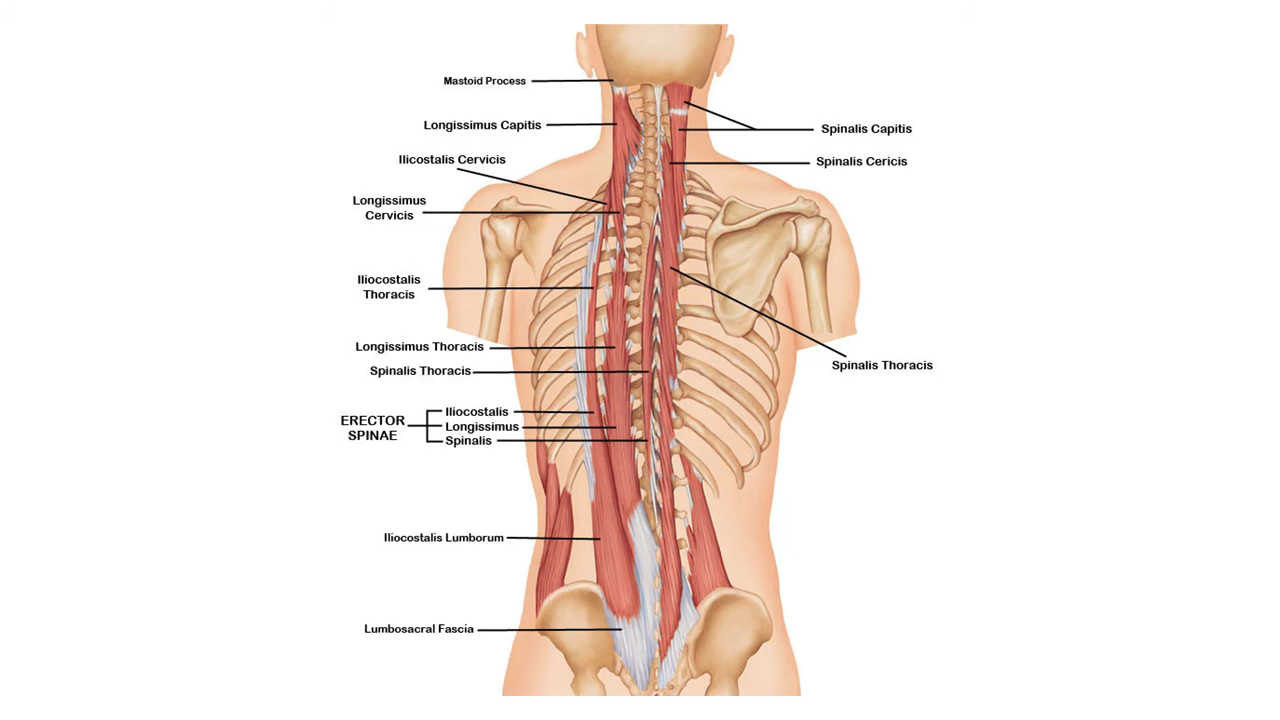 Mastoid Process
Longissimus Capitis
Ilicostalis Cervicis
Longissimus
Cervicis
Iliocostalis
Thoracis
Longissimus Thoracis
Spinalis Thoracis
ERECTOR
SPINAE
Iliocostalis
Longissimus
Spinalis
Iliocostalis Lumborum
Lumbosacral Fascia
Spinalis Capitis
Spinalis Cericis
Spinalis Thoracis